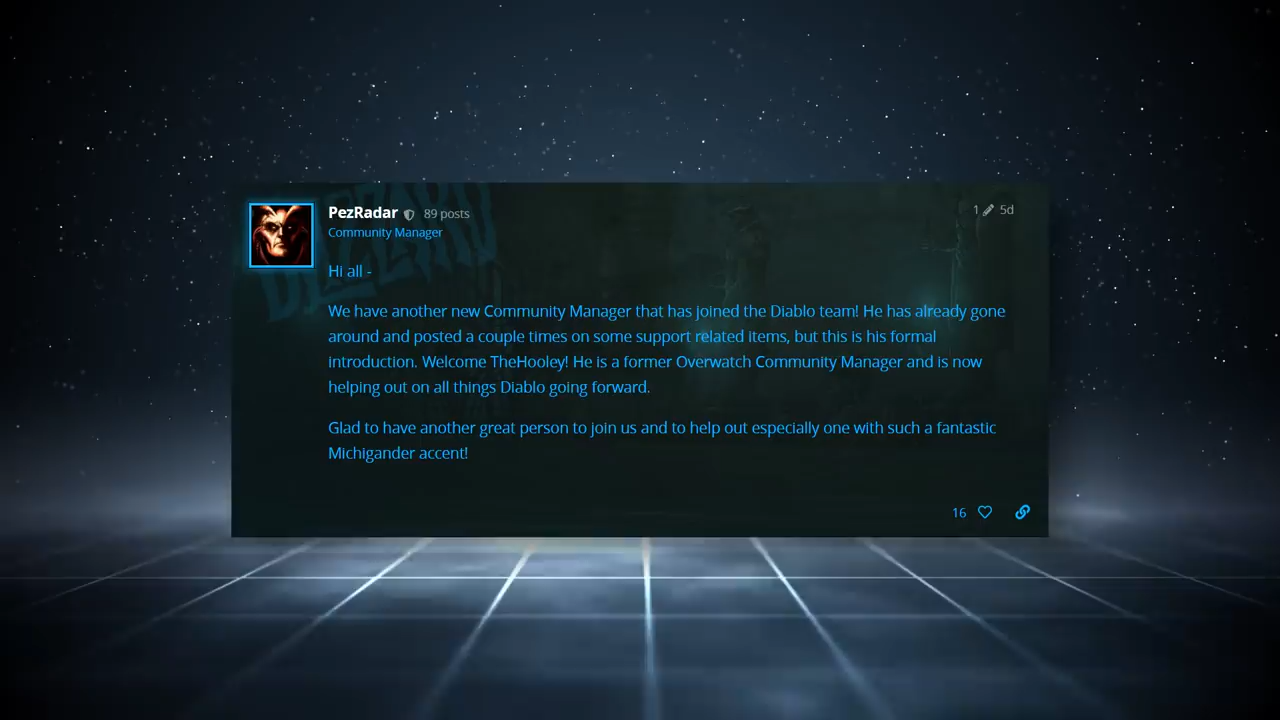 PezRadar 89 posts
1 5d
Community Manager
Hi all -
We have another new Community Manager that has joined the Diablo team! He has already gone
around and posted a couple times on some support related items, but this is his formal
introduction. Welcome TheHooley! He is a former Overwatch Community Manager and is now
helping out on all things Diablo going forward.
Glad to have another great person to join us and to help out especially one with such a fantastic
Michigander accent!
16